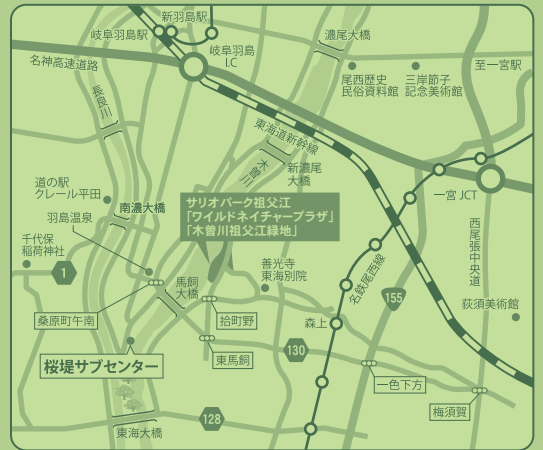 新羽島駅
岐阜羽島駅
岐阜羽島
I.C
濃尾大橋
名神高速道路
尾西歴史
民俗資料館
三岸節子
記念美術館
至一宮駅
長良川
東海道新幹線
木曽川
新濃尾
大橋
道の駅
クレール平田
南濃大橋
羽島温泉
サリオパーク祖父江
「ワイルドネイチャープラザ」
「木曽川祖父江緑地」
一宮 JCT
西尾張中央道
千代保
稲荷神社
1
馬飼
大橋
善光寺
東海別院
名鉄尾西線
155
荻須美術館
桑原町午南
拾町野
森上
桜堤サブセンター
東馬飼
130
一色下方
梅須賀
128
東海大橋